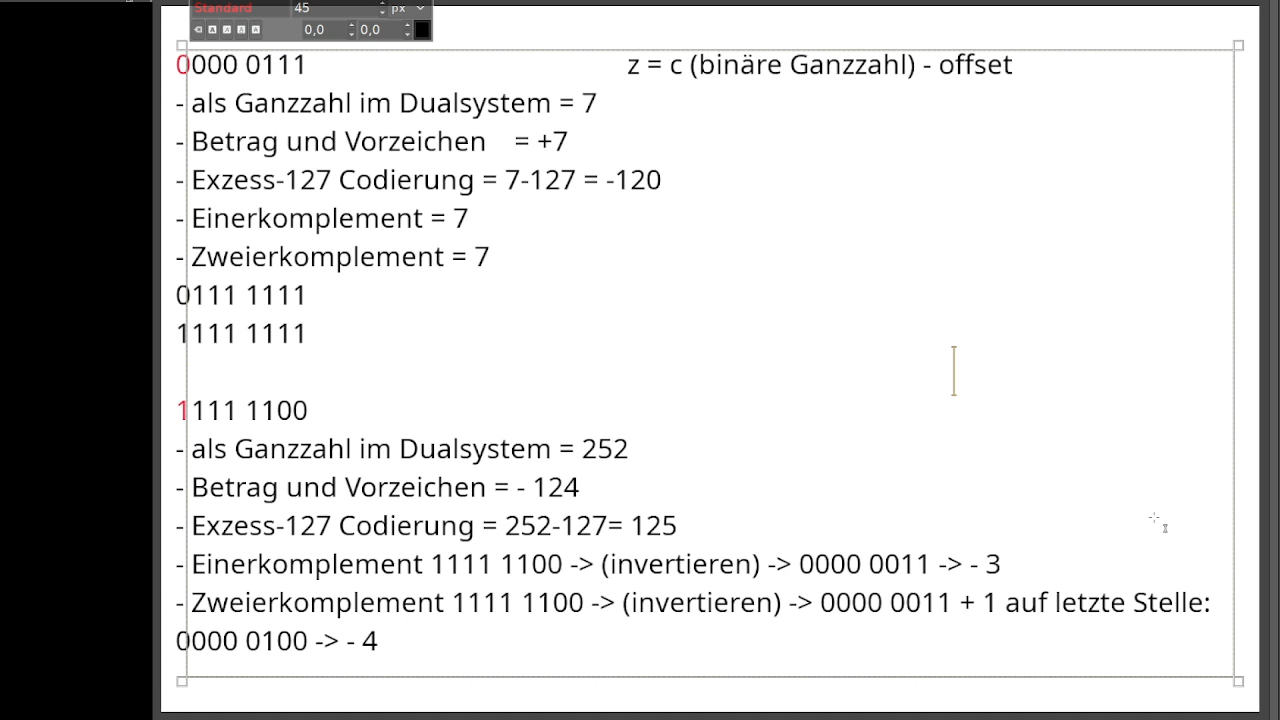 Standard 45 px
0,0 0,0
0000 0111 z = c (binäre Ganzzahl) - offset
- als Ganzzahl im Dualsystem = 7
- Betrag und Vorzeichen = +7
- Exzess-127 Codierung = 7-127 = -120
- Einerkomplement = 7
- Zweierkomplement = 7
0111 1111
1111 1111
1111 1100
- als Ganzzahl im Dualsystem = 252
- Betrag und Vorzeichen = - 124
- Exzess-127 Codierung = 252-127= 125
- Einerkomplement 1111 1100 -> (invertieren) -> 0000 0011 -> - 3
- Zweierkomplement 1111 1100 -> (invertieren) -> 0000 0011 + 1 auf letzte Stelle:
0000 0100 -> - 4